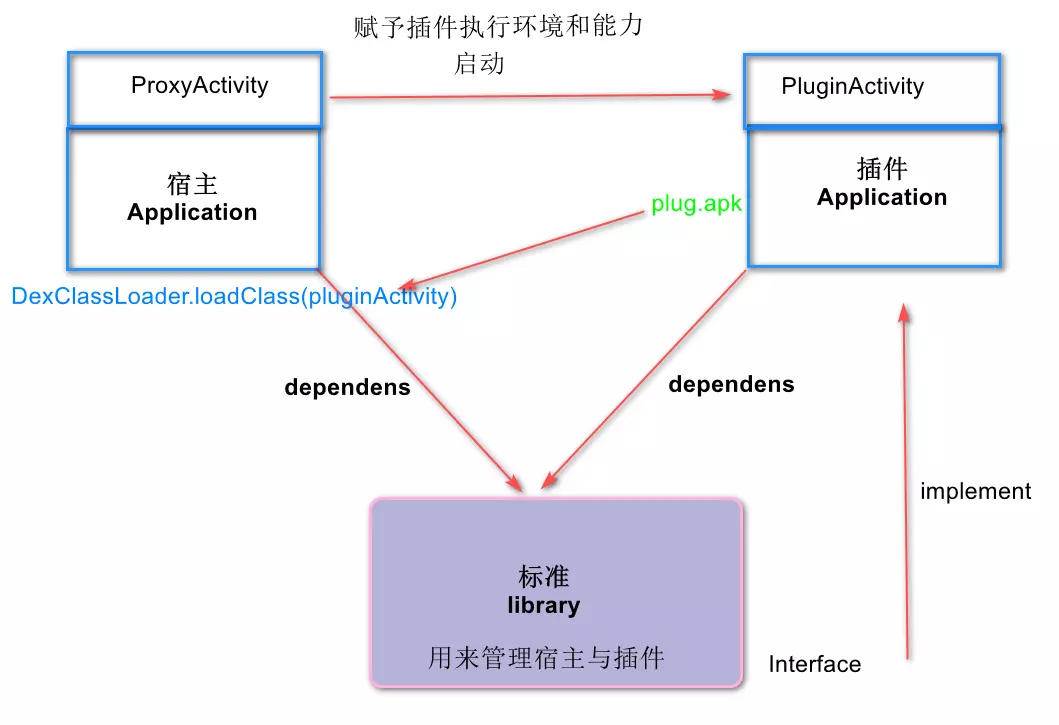 赋予插件执行环境和能力
启动
ProxyActivity
PluginActivity
宿主
Application
插件
Application
plug.apk
DexClassLoader.loadClass(pluginActivity)
dependens
dependens
implement
标准
library
用来管理宿主与插件
Interface